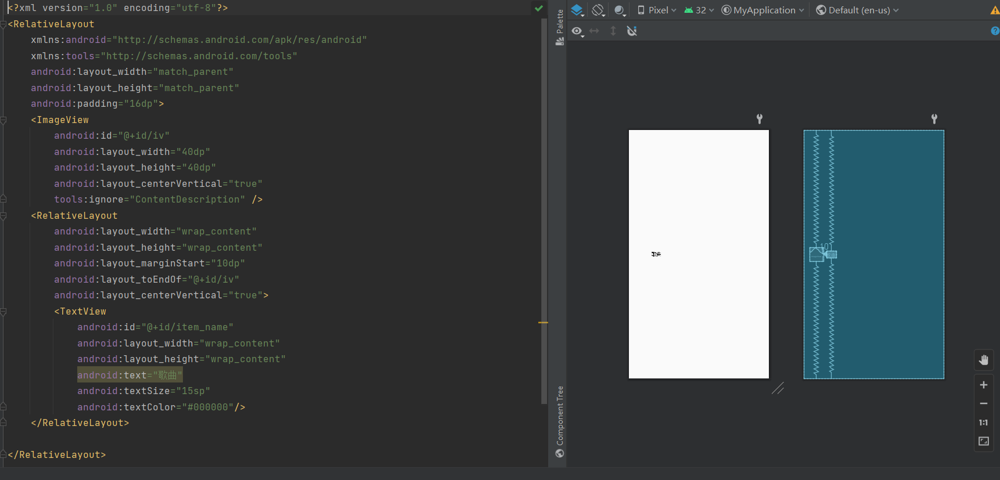 <?xml version="1.0" encoding="utf-8"?>
<RelativeLayout
xmlns:android="http://schemas.android.com/apk/res/android"
xmlns:tools="http://schemas.android.com/tools"
android:layout_width="match_parent"
android:layout_height="match_parent"
android:padding="16dp">
<ImageView
android:id="@+id/iv"
android:layout_width="40dp"
android:layout_height="40dp"
android:layout_centerVertical="true"
tools:ignore="ContentDescription" />
<RelativeLayout
android:layout_width="wrap_content"
android:layout_height="wrap_content"
android:layout_marginStart="10dp"
android:layout_toEndOf="@+id/iv"
android:layout_centerVertical="true">
<TextView
android:id="@+id/item_name"
android:layout_width="wrap_content"
android:layout_height="wrap_content"
android:text="歌曲"
android:textSize="15sp"
android:textColor="#000000"/>
</RelativeLayout>
</RelativeLayout>
Palette
Component Tree
Pixel 32 MyApplication Default (en-us)
歌曲
10
1:1